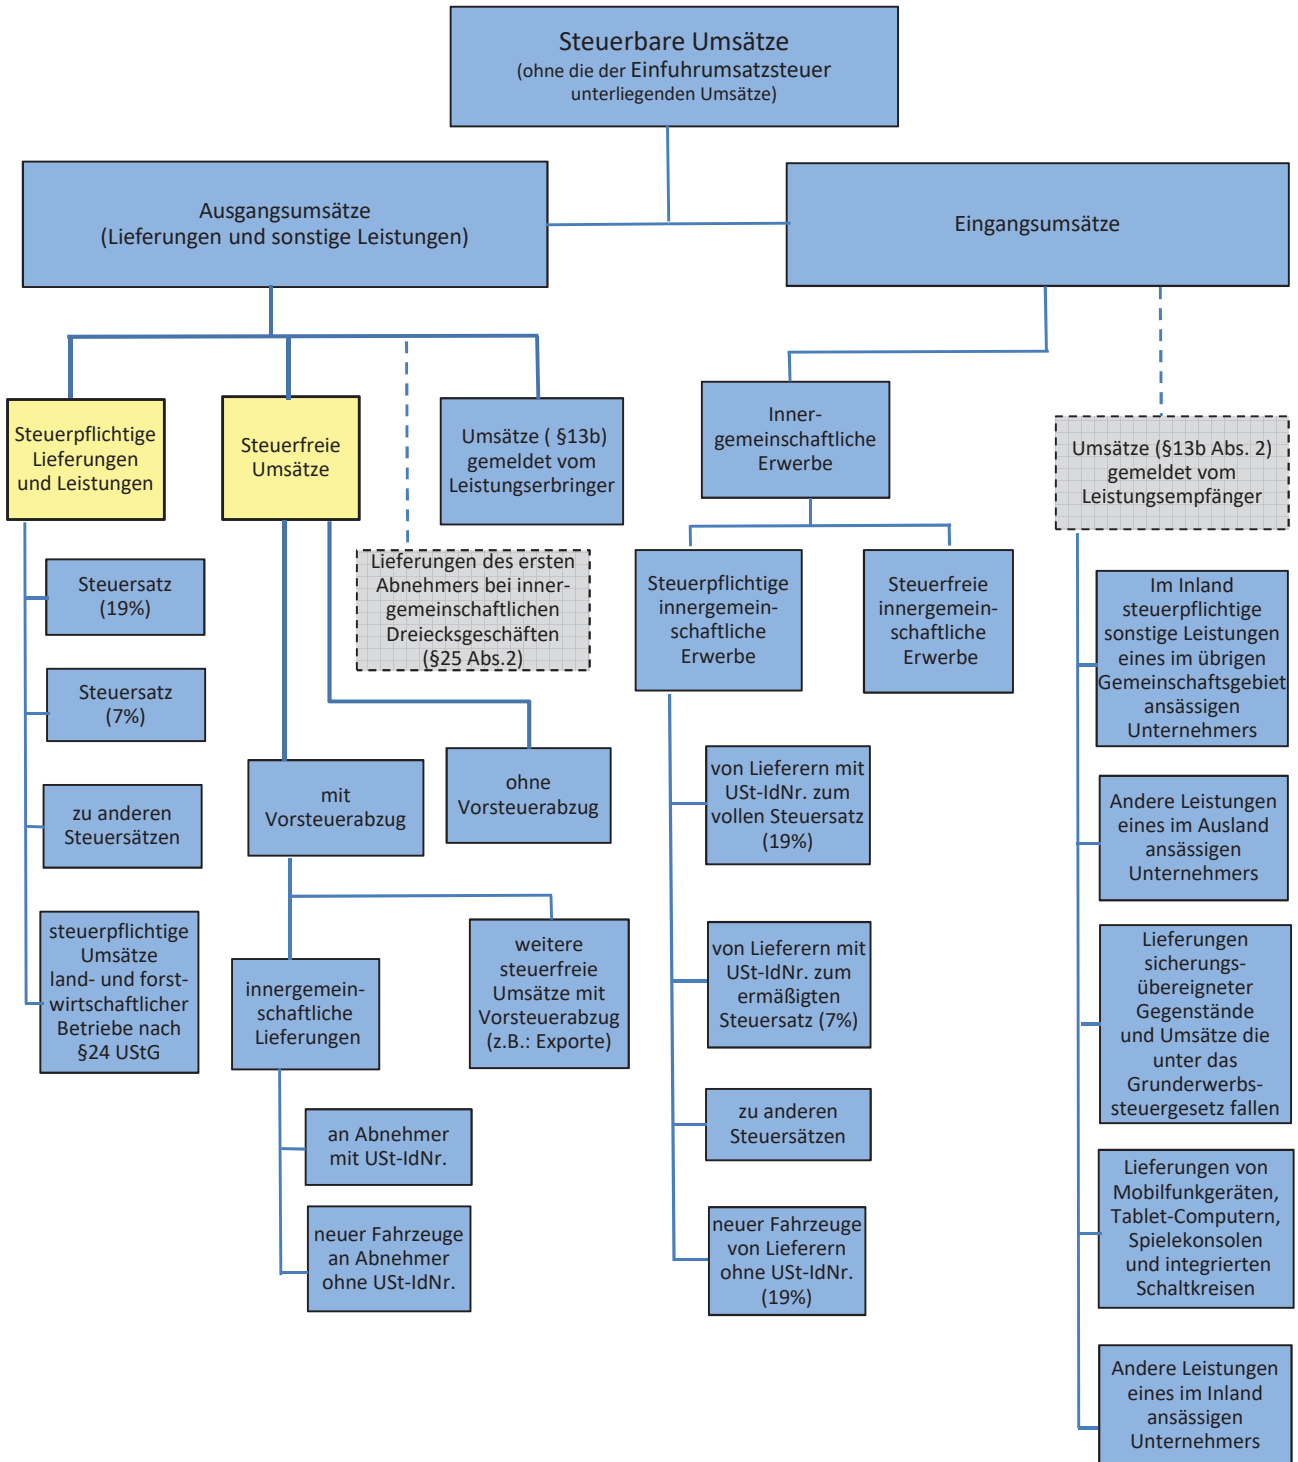 Steuerbare Umsätze
(ohne die der Einfuhrumsatzsteuer
unterliegenden Umsätze)
Ausgangsumsätze
(Lieferungen und sonstige Leistungen)
Eingangsumsätze
Steuerpflichtige
Lieferungen
und Leistungen
Steuerfreie
Umsätze
Umsätze ( §13b)
gemeldet vom
Leistungserbringer
Inner-
gemeinschaftliche
Erwerbe
Umsätze (§13b Abs. 2)
gemeldet vom
Leistungsempfänger
Lieferungen des ersten
Abnehmers bei inner-
gemeinschaftlichen
Dreiecksgeschäften
(§25 Abs.2)
Steuersatz
(19%)
Steuersatz
(7%)
zu anderen
Steuersätzen
steuerpflichtige
Umsätze
land- und forst-
wirtschaftlicher
Betriebe nach
§24 UStG
mit
Vorsteuerabzug
ohne
Vorsteuerabzug
innergemein-
schaftliche
Lieferungen
weitere
steuerfreie
Umsätze mit
Vorsteuerabzug
(z.B.: Exporte)
an Abnehmer
mit USt-IdNr.
neuer Fahrzeuge
an Abnehmer
ohne USt-IdNr.
Steuerpflichtige
innergemein-
schaftliche
Erwerbe
Steuerfreie
innergemein-
schaftliche
Erwerbe
von Lieferern mit
USt-IdNr. zum
vollen Steuersatz
(19%)
von Lieferern mit
USt-IdNr. zum
ermäßigten
Steuersatz (7%)
zu anderen
Steuersätzen
neuer Fahrzeuge
von Lieferern
ohne USt-IdNr.
(19%)
Im Inland
steuerpflichtige
sonstige Leistungen
eines im übrigen
Gemeinschaftsgebiet
ansässigen
Unternehmers
Andere Leistungen
eines im Ausland
ansässigen
Unternehmers
Lieferungen
sicherungs-
übereigneter
Gegenstände
und Umsätze die
unter das
Grunderwerbs-
steuergesetz fallen
Lieferungen von
Mobilfunkgeräten,
Tablet-Computern,
Spielekonsolen
und integrierten
Schaltkreisen
Andere Leistungen
eines im Inland
ansässigen
Unternehmers